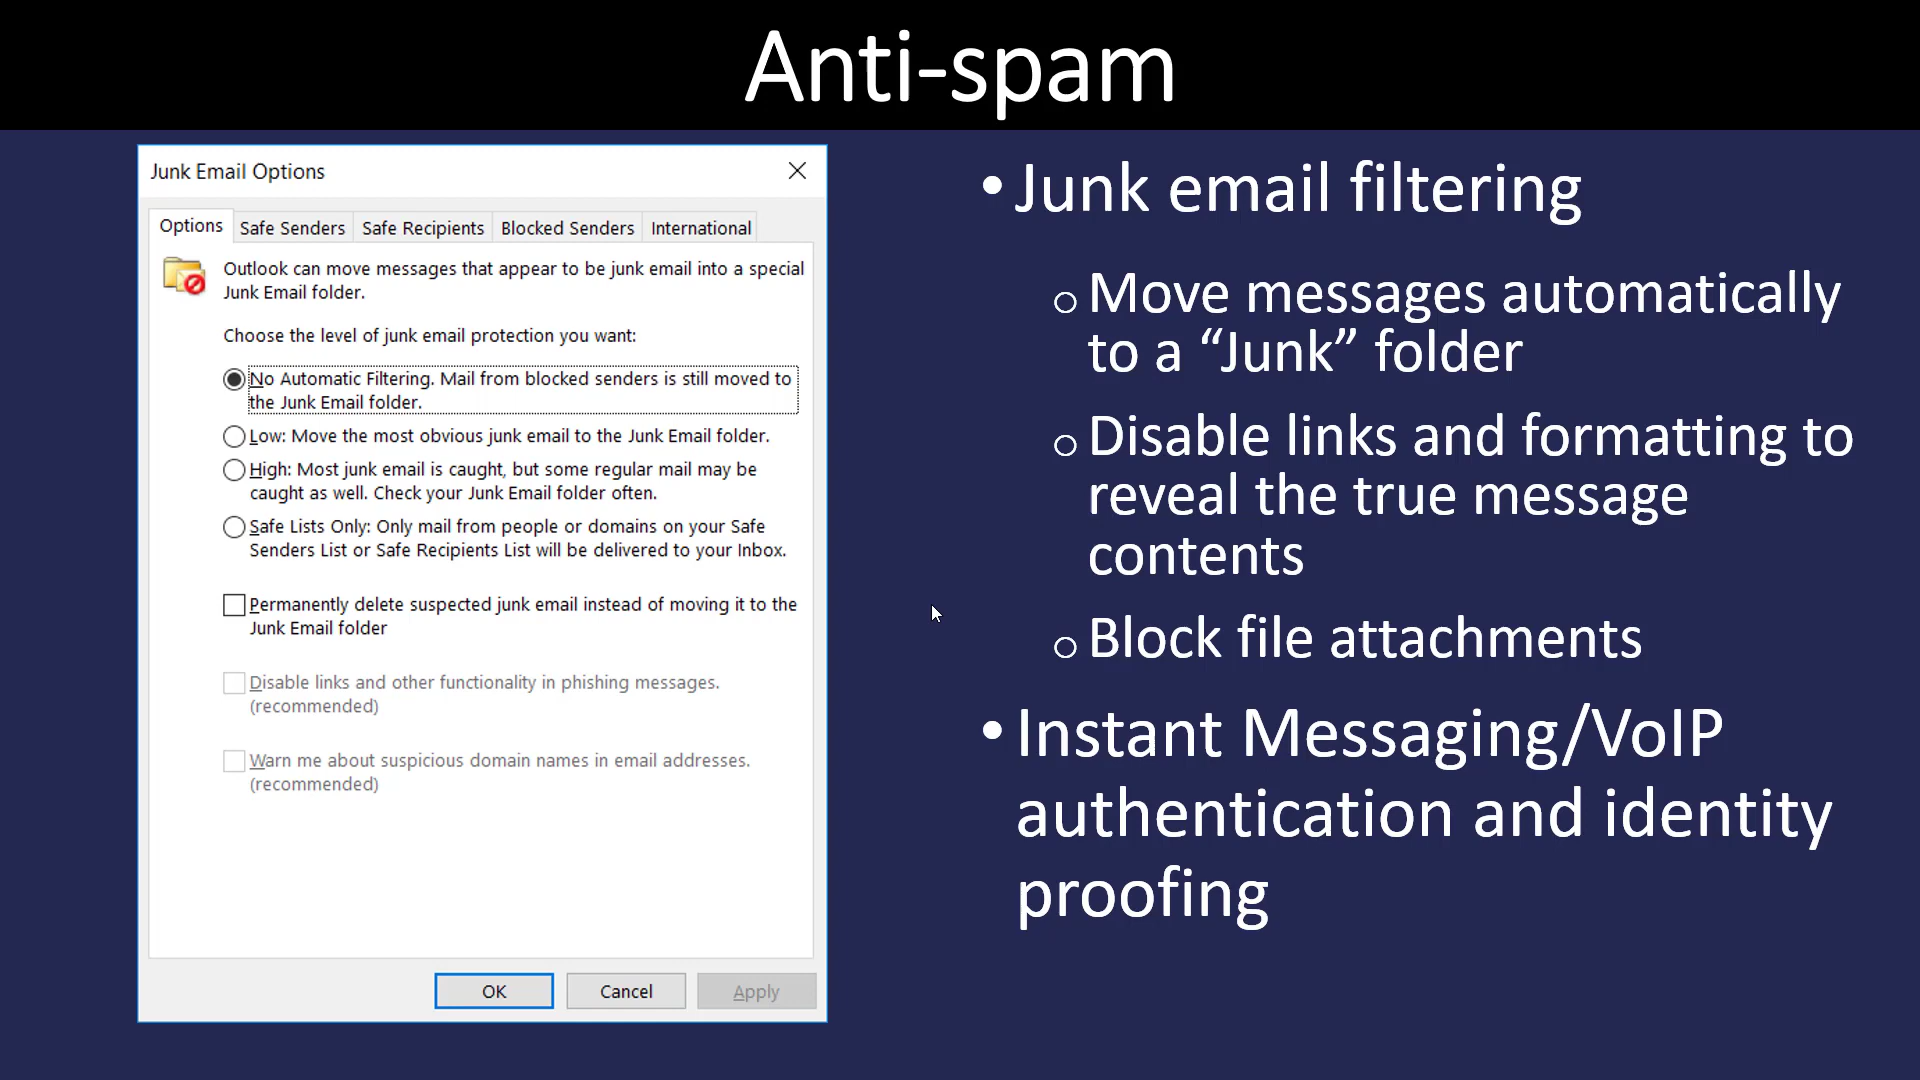 Anti-spam
Junk Email Options
Options Safe Senders Safe Recipients Blocked Senders International
Outlook can move messages that appear to be junk email into a special
Junk Email folder.
Choose the level of junk email protection you want:
No Automatic Filtering. Mail from blocked senders is still moved to
the Junk Email folder.
Low: Move the most obvious junk email to the Junk Email folder.
High: Most junk email is caught, but some regular mail may be
caught as well. Check your Junk Email folder often.
Safe Lists Only: Only mail from people or domains on your Safe
Senders List or Safe Recipients List will be delivered to your Inbox.
Permanently delete suspected junk email instead of moving it to the
Junk Email folder
Disable links and other functionality in phishing messages.
(recommended)
Warn me about suspicious domain names in email addresses.
(recommended)
OK Cancel Apply
• Junk email filtering
o Move messages automatically
to a “Junk” folder
o Disable links and formatting to
reveal the true message
contents
o Block file attachments
• Instant Messaging/VoIP
authentication and identity
proofing